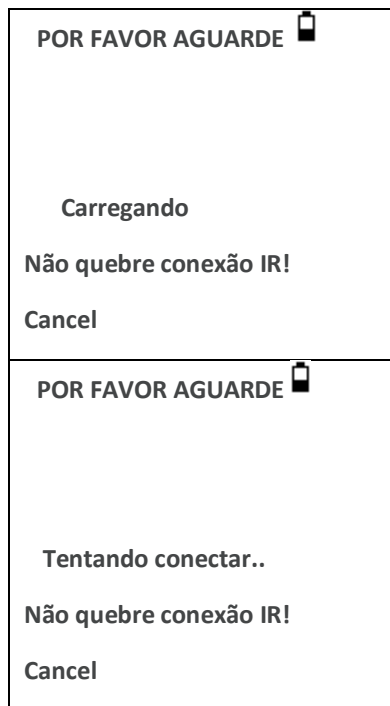 POR FAVOR AGUARDE
Carregando
Não quebre conexão IR!
Cancel
POR FAVOR AGUARDE
Tentando conectar..
Não quebre conexão IR!
Cancel